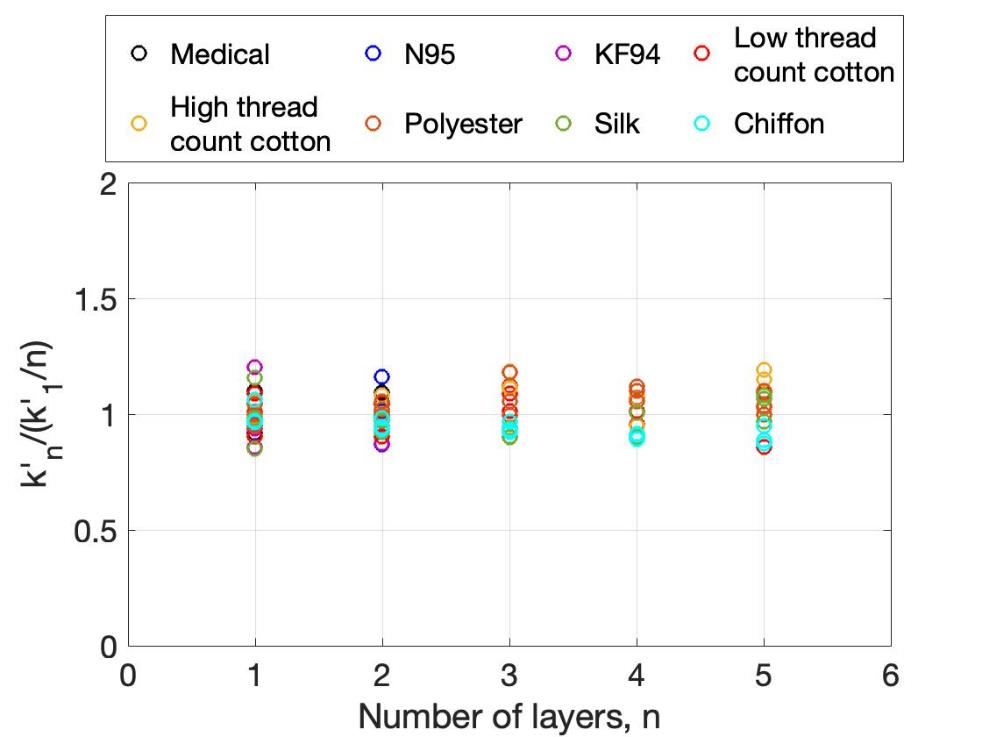 Medical
N95
KF94
Low thread
count cotton
High thread
count cotton
Polyester
Silk
Chiffon
2
1.5
1
0.5
0
k'n/(k'1/n)
0 1 2 3 4 5 6
Number of layers, n